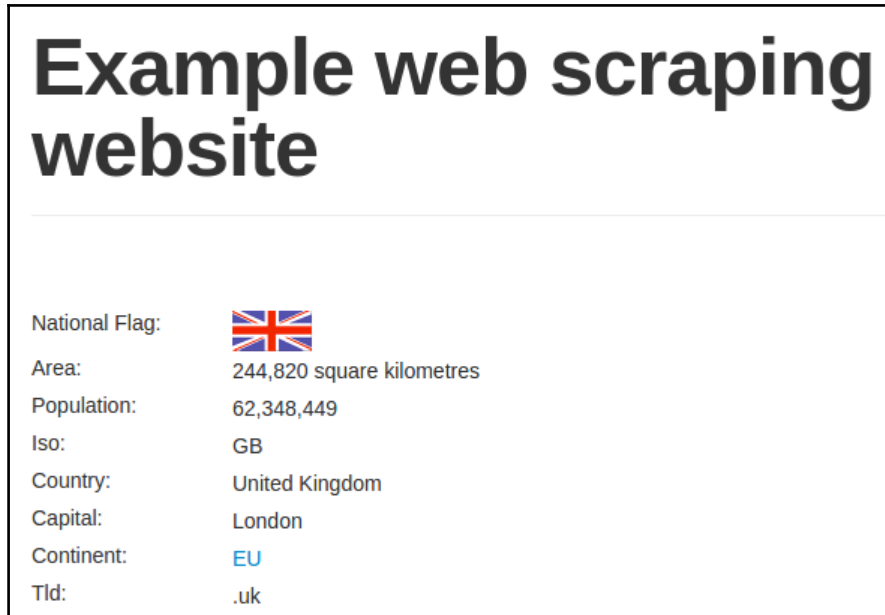 Example web scraping
website
National Flag:
Area: 244,820 square kilometres
Population: 62,348,449
Iso: GB
Country: United Kingdom
Capital: London
Continent: EU
Tld: .uk